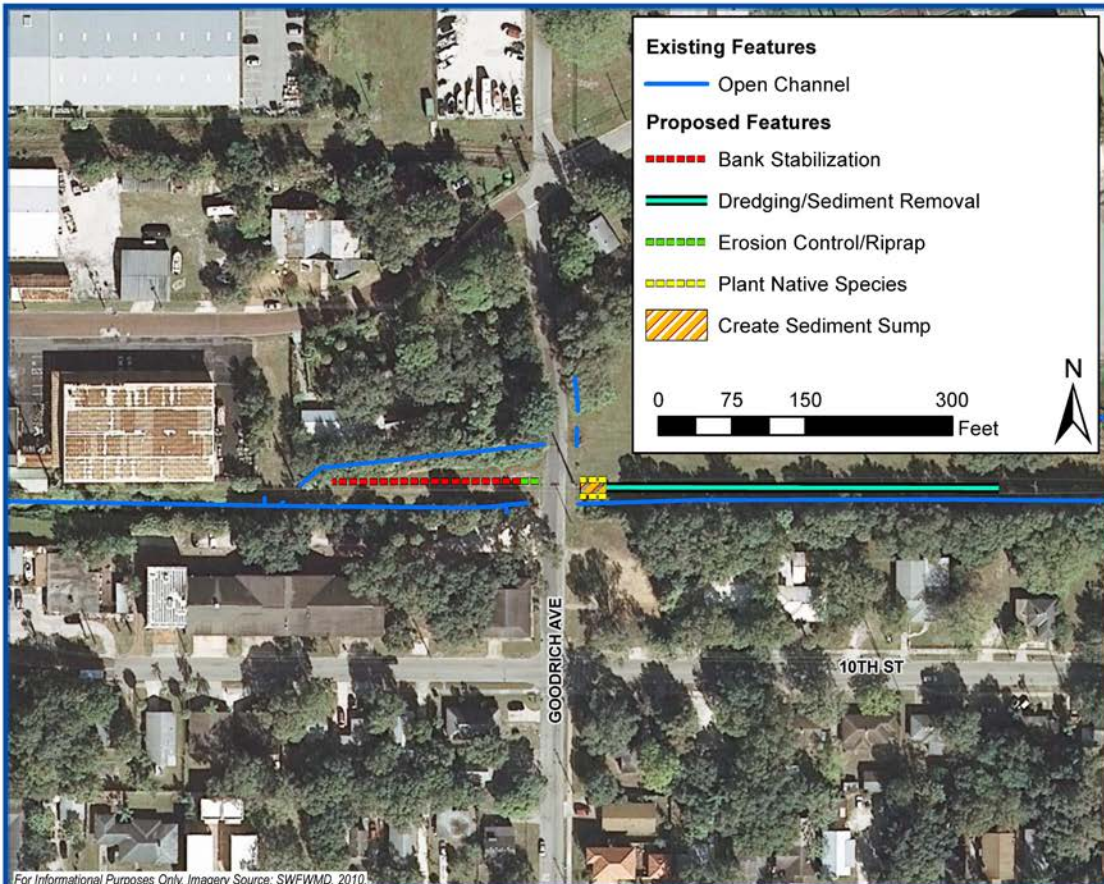 Existing Features
Open Channel
Proposed Features
Bank Stabilization
Dredging/Sediment Removal
Erosion Control/Riprap
Plant Native Species
Create Sediment Sump
N
0 75 150 300
Feet
GOODRICH AVE
10TH ST
For Informational Purposes Only. Imagery Source: SWFWMD, 2010.